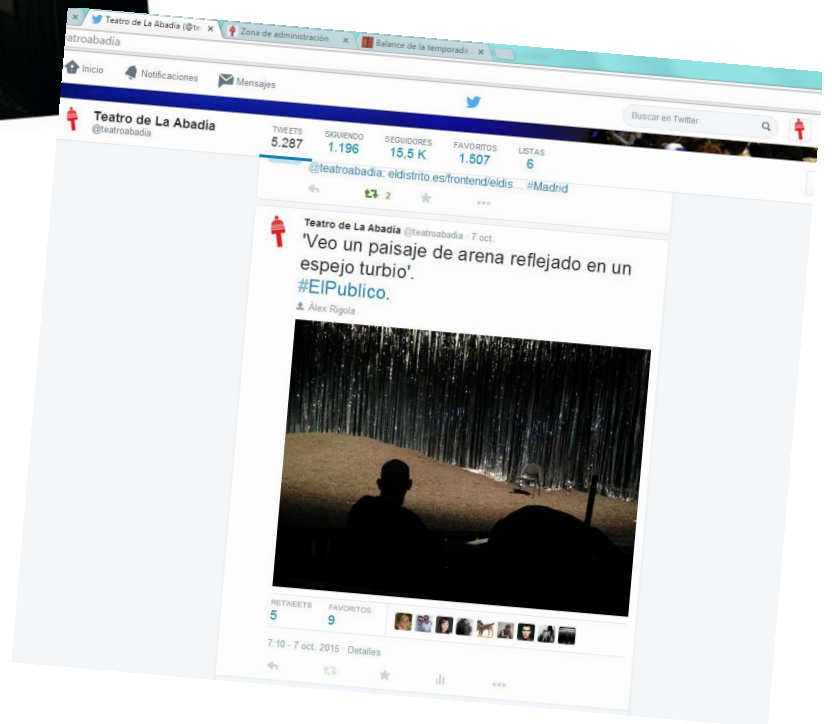 Teatro de La Abadía (@te
Zona de administración
Balance de la temporada
atroabadia
Inicio
Notificaciones
Mensajes
Buscar en Twitter
Teatro de La Abadía
@teatroabadia
TWEETS
5.287
SIGUIENDO
1.196
SEGUIDORES
15,5 K
FAVORITOS
1.507
LISTAS
6
@teatroabadia: eldistrito.es/frontend/eldis... #Madrid
2
Teatro de La Abadía @teatroabadia · 7 oct.
'Veo un paisaje de arena reflejado en un
espejo turbio'.
#ElPublico.
Àlex Rigola
RETWEETS
5
FAVORITOS
9
7:10 - 7 oct. 2015 · Detalles